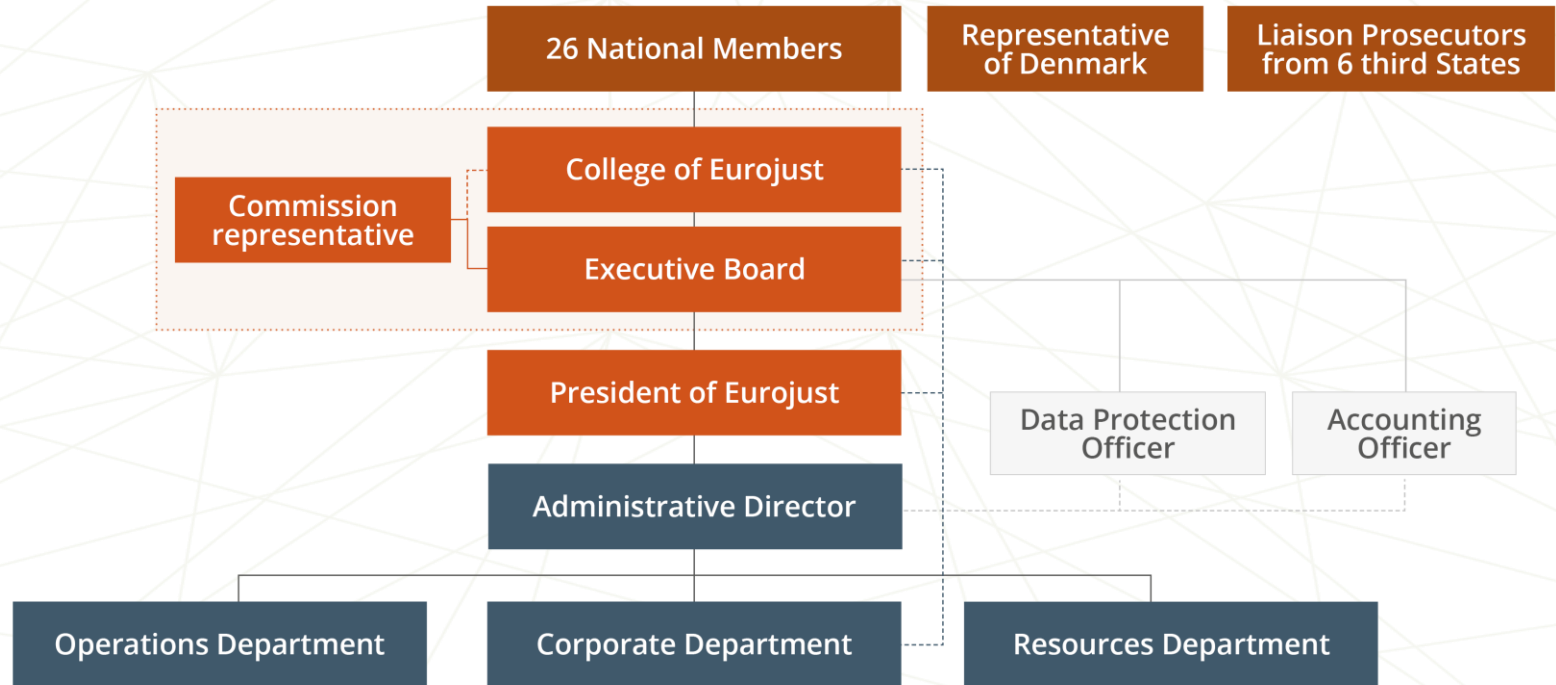 26 National Members
Representative
of Denmark
Liaison Prosecutors
from 6 third States
College of Eurojust
Commission
representative
Executive Board
President of Eurojust
Data Protection
Officer
Accounting
Officer
Administrative Director
Operations Department
Corporate Department
Resources Department